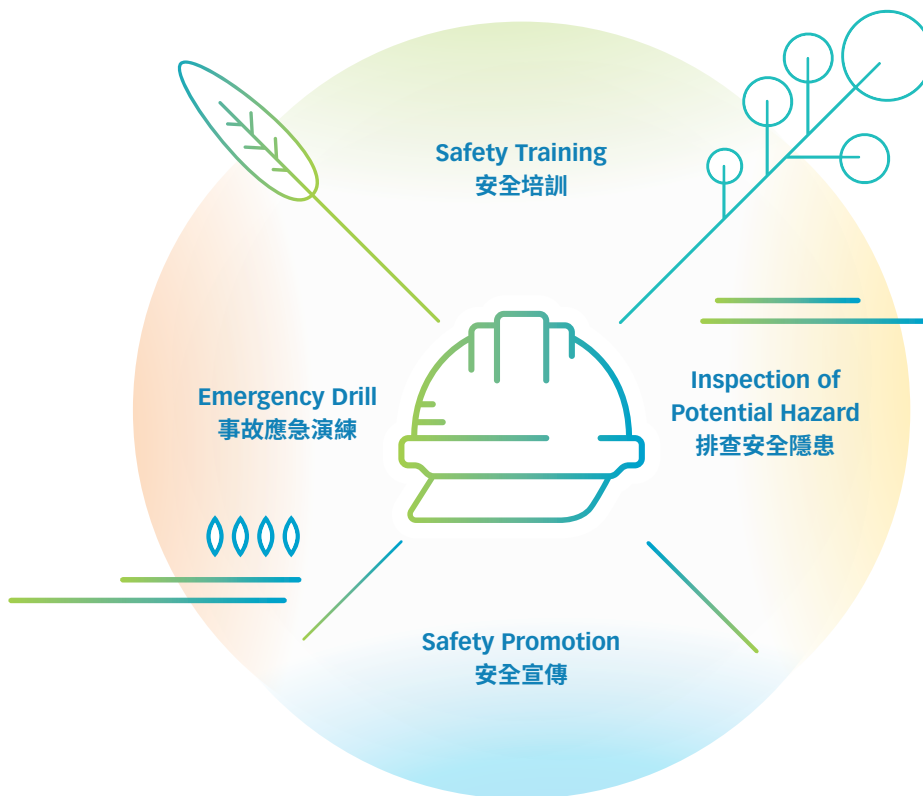 Safety Training
安全培訓
Emergency Drill
事故應急演練
Inspection of
Potential Hazard
排查安全隱患
Safety Promotion
安全宣傳